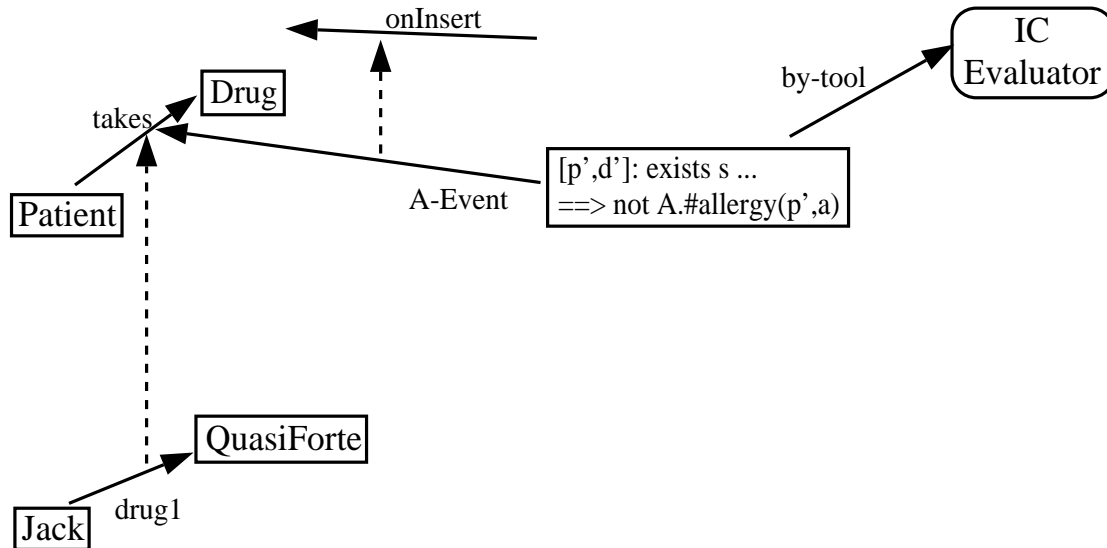 onInsert
IC
Evaluator
by-tool
Drug
takes
[p’,d’]: exists s ...
==> not A.#allergy(p’,a)
A-Event
Patient
QuasiForte
drug1
Jack